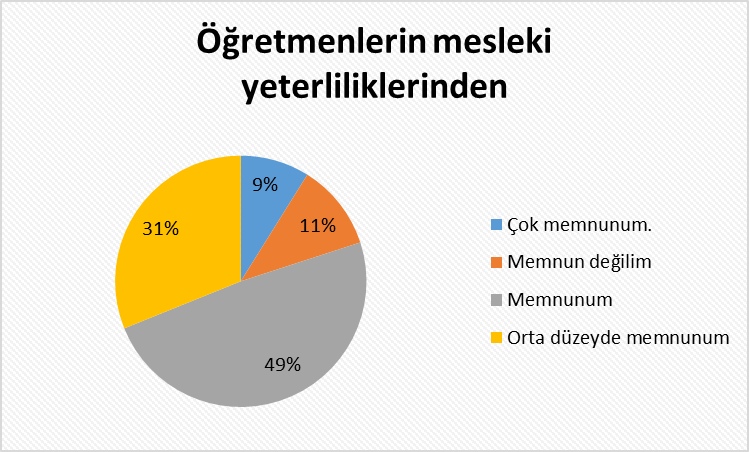 Öğretmenlerin mesleki
yeterliliklerinden
9%
11%
31%
49%
Çok memnunum.
Memnun değilim
Memnunum
Orta düzeyde memnunum